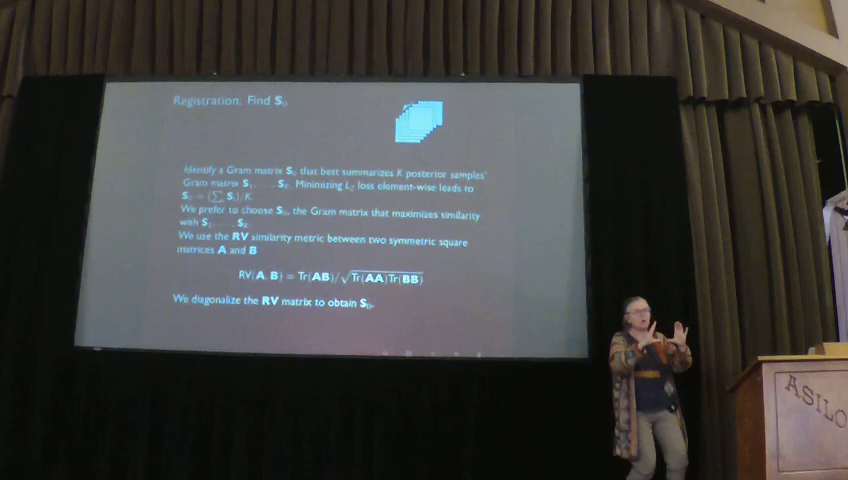 Registration: Find S₀
Identify a Gram matrix S₀ that best summarizes K posterior samples'
Gram matrix S₁, . . . , S
Minimizing L₂ loss element-wise leads to
S₀ = (∑ Sᵢ)/K.
We prefer to choose S₀, the Gram matrix that maximizes similarity
with S₁, . . . , S
We use the RV similarity metric between two symmetric square
matrices A and B
RV(A, B) = Tr(AB)/√Tr(AA)Tr(BB)
We diagonalize the RV matrix to obtain S₀.
ASILO